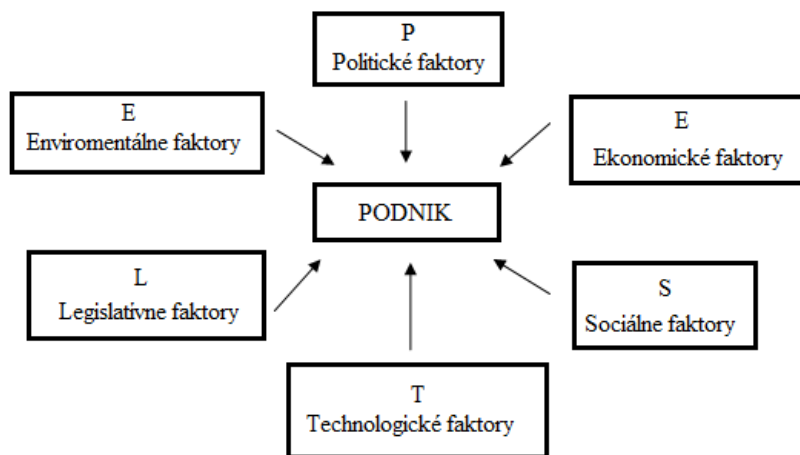 P
Politické faktory
E
Enviromentálne faktory
E
Ekonomické faktory
PODNIK
L
Legislatívne faktory
S
Sociálne faktory
T
Technologické faktory